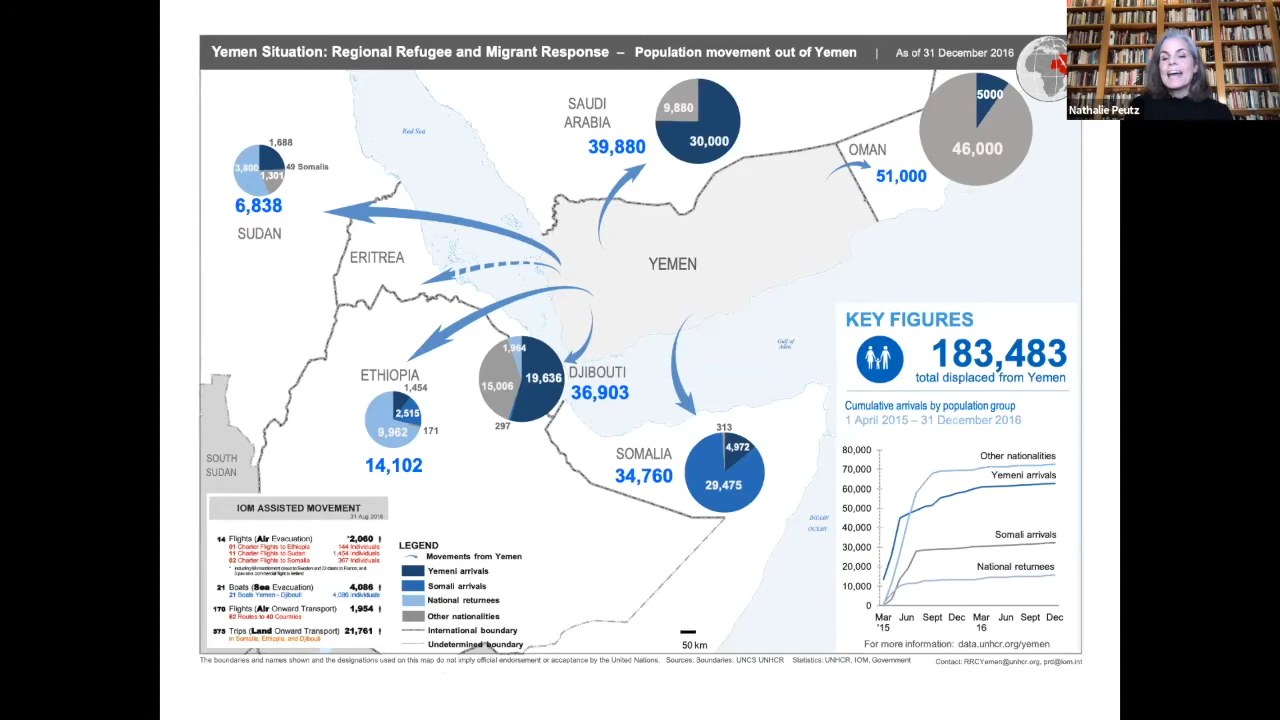 Yemen Situation: Regional Refugee and Migrant Response – Population movement out of Yemen | As of 31 December 2016
Nathalie Peutz
SAUDI
ARABIA
39,880
9,880
30,000
5000
46,000
OMAN
51,000
Red Sea
1,688
3,800
49 Somalis
1,301
6,838
SUDAN
ERITREA
YEMEN
ETHIOPIA
1,454
2,515
9,962
171
14,102
1,964
15,006
19,636
297
DJIBOUTI
36,903
Gulf of
Aden
SOMALIA
34,760
313
4,972
29,475
SOUTH
SUDAN
INDIAN
OCEAN
KEY FIGURES
183,483
total displaced from Yemen
Cumulative arrivals by population group
1 April 2015 – 31 December 2016
80,000
70,000
60,000
50,000
40,000
30,000
20,000
10,000
0
Other nationalities
Yemeni arrivals
Somali arrivals
National returnees
Mar Jun Sept Dec Mar Jun Sept Dec
'15 16
For more information: data.unhcr.org/yemen
IOM ASSISTED MOVEMENT
31 Aug 2016
14 Flights (Air Evacuation) *2,060
01 Charter Flights to Ethiopia 144 Individuals
11 Charter Flights to Sudan 1,454 Individuals
02 Charter Flights to Somalia 367 Individuals
21 Boats (Sea Evacuation) 4,086
21 Boats Yemen - Djibouti 4,086 Individuals
170 Flights (Air Onward Transport) 1,954
62 Routes to 40 Countries
373 Trips (Land Onward Transport) 21,761
in Somalia, Ethiopia, and Djibouti
LEGEND
Movements from Yemen
Yemeni arrivals
Somali arrivals
National returnees
Other nationalities
International boundary
Undetermined boundary
50 km
The boundaries and names shown and the designations used on this map do not imply official endorsement or acceptance by the United Nations. Sources: Boundaries: UNCS UNHCR Statistics: UNHCR, IOM, Government
Contact: RRCYemen@unhcr.org, prd@iom.int